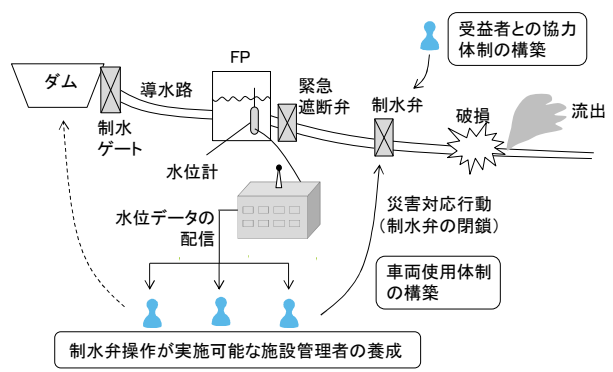 受益者との協力
体制の構築
FP
ダム
導水路
緊急
遮断弁
制水弁
破損
流出
制水
ゲート
水位計
水位データの
配信
災害対応行動
(制水弁の閉鎖)
車両使用体制
の構築
制水弁操作が実施可能な施設管理者の養成